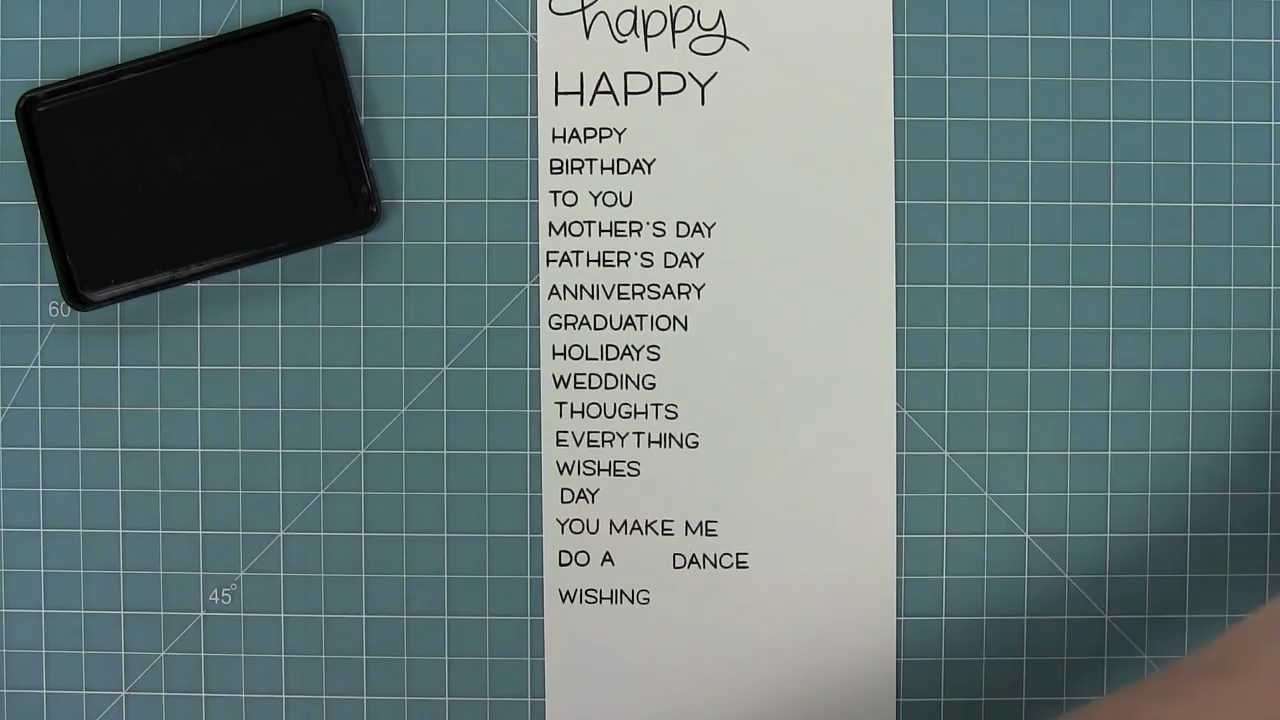 happy
HAPPY
HAPPY
BIRTHDAY
TO YOU
MOTHER'S DAY
FATHER'S DAY
ANNIVERSARY
GRADUATION
HOLIDAYS
WEDDING
THOUGHTS
EVERYTHING
WISHES
DAY
YOU MAKE ME
DO A DANCE
WISHING
60
45°